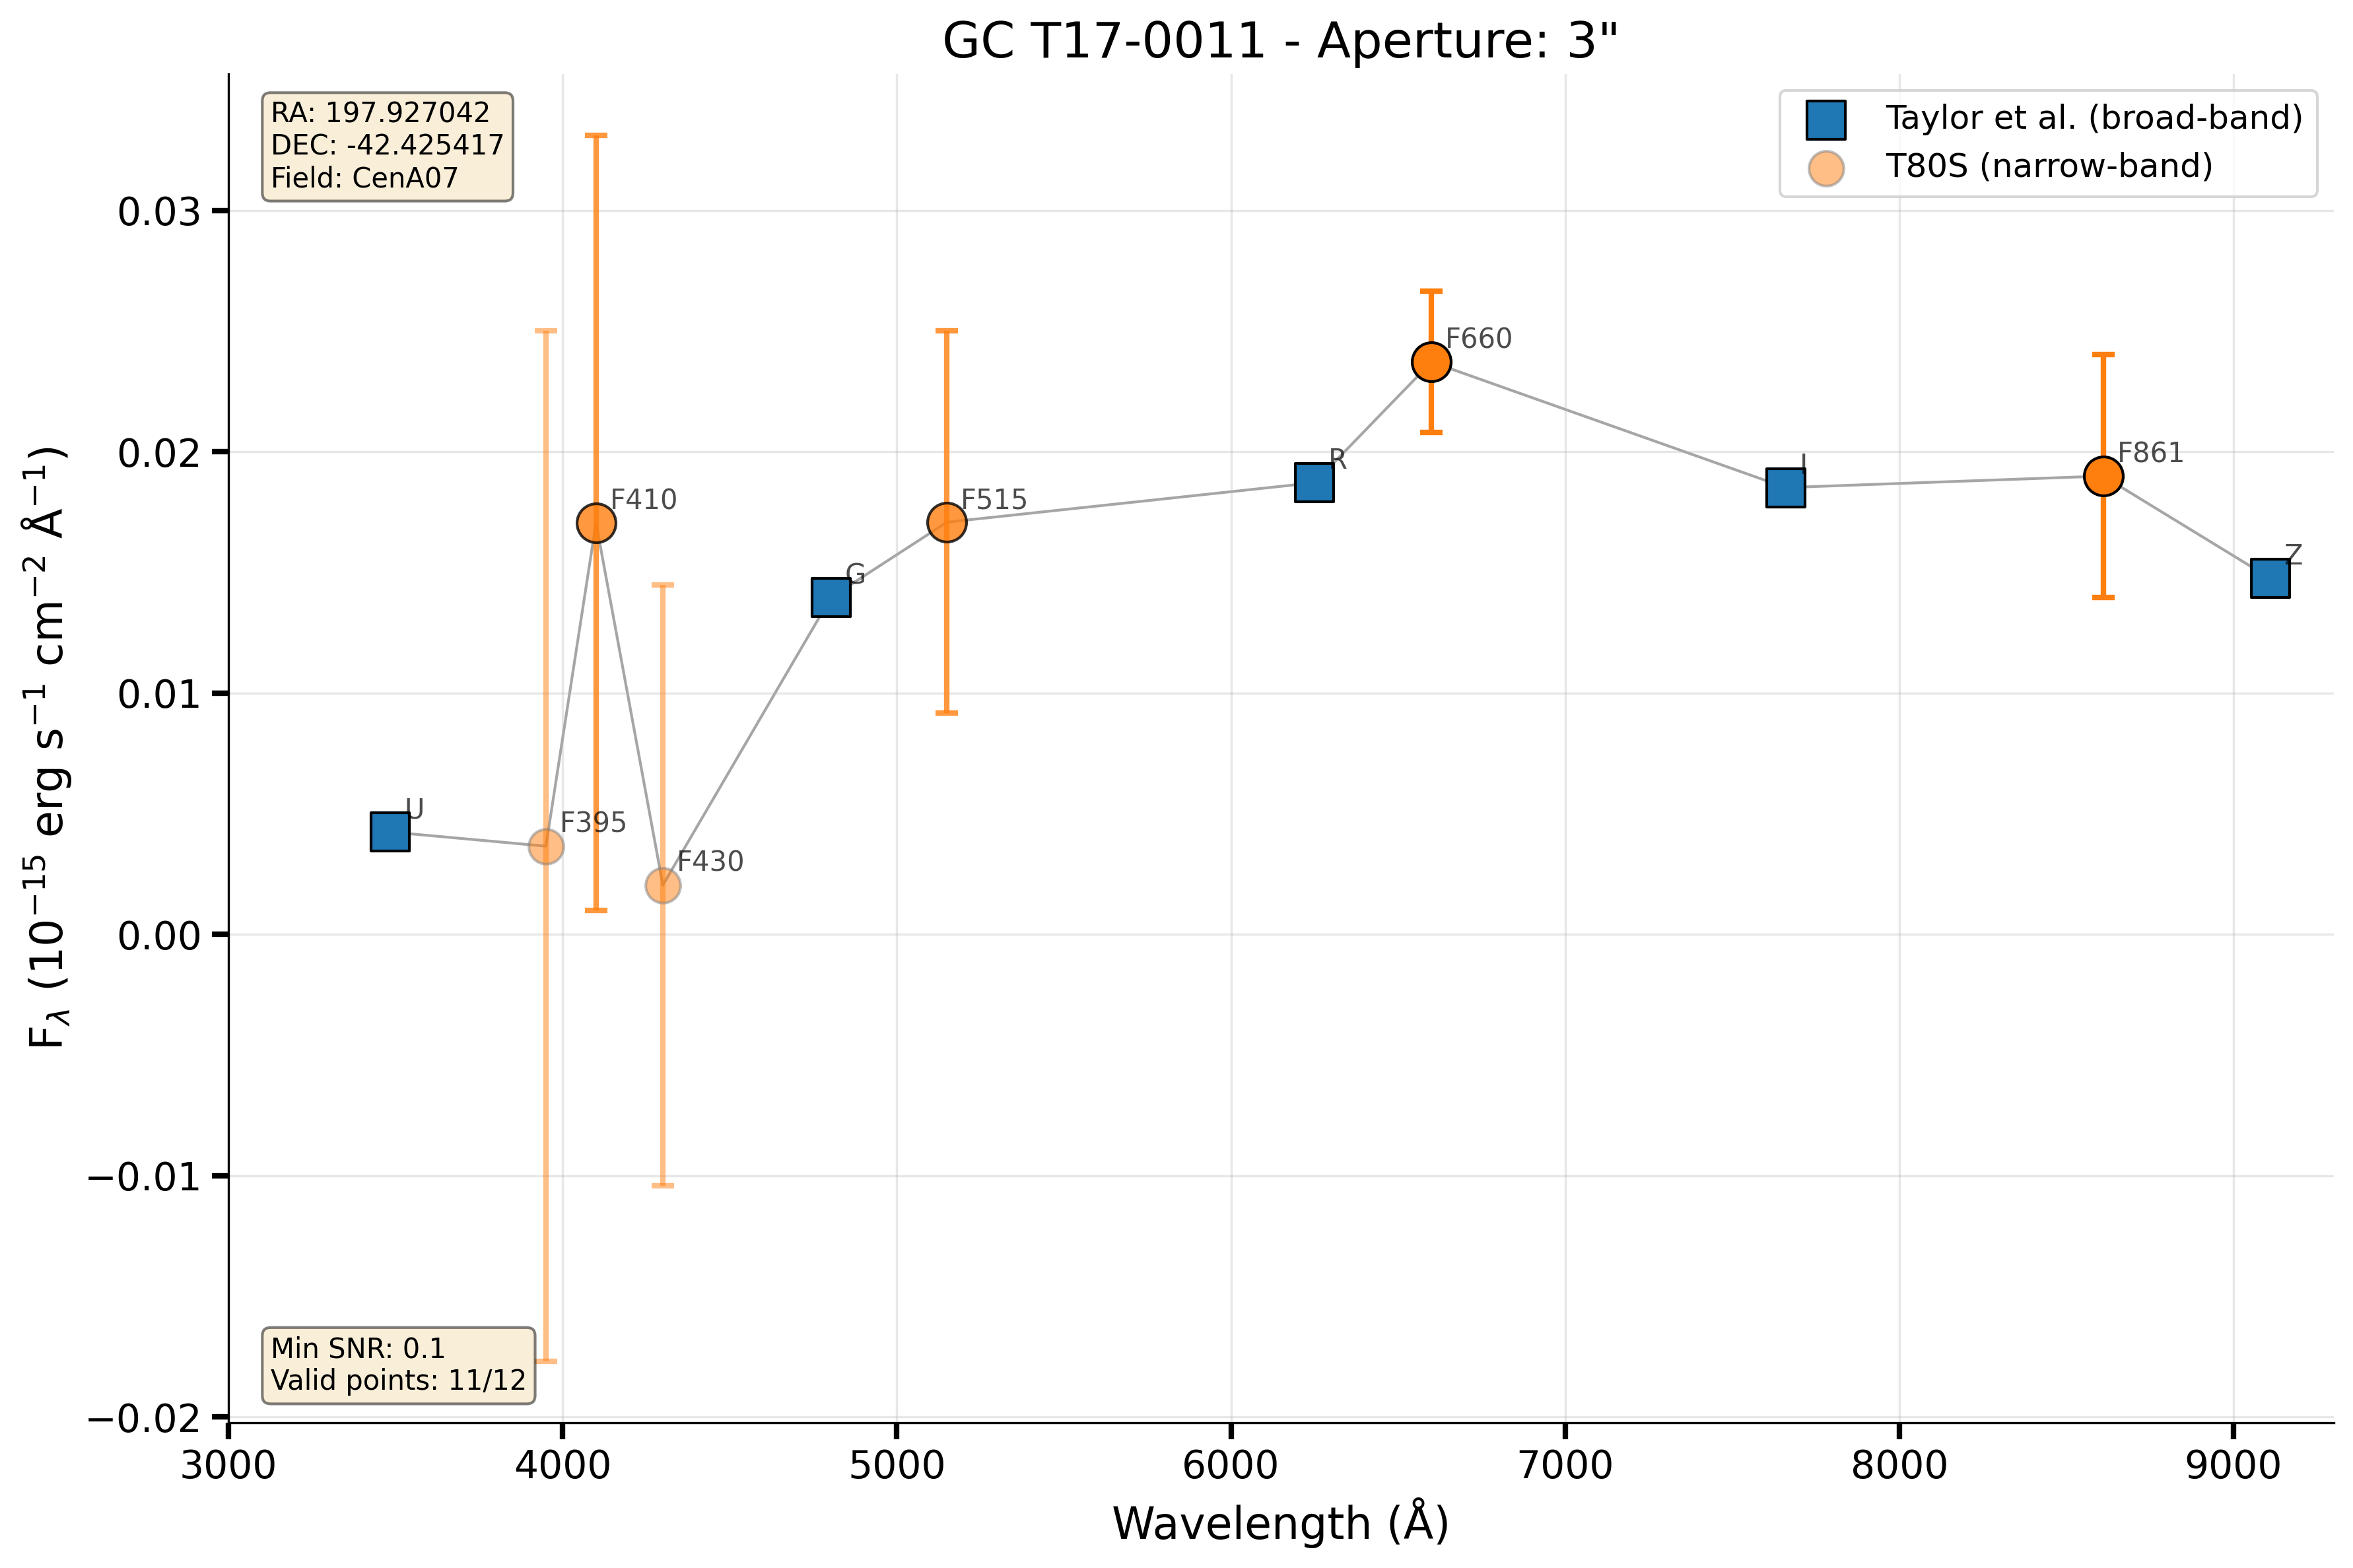 GC T17-0011 - Aperture: 3"
RA: 197.927042
DEC: -42.425417
Field: CenA07
Taylor et al. (broad-band)
T80S (narrow-band)
F$_{\lambda}$ (10$^{-15}$ erg s$^{-1}$ cm$^{-2}$ Å$^{-1}$)
0.03
0.02
0.01
0.00
−0.01
−0.02
U
F395
F410
F430
G
F515
R
F660
I
F861
Z
Min SNR: 0.1
Valid points: 11/12
3000
4000
5000
6000
7000
8000
9000
Wavelength (Å)